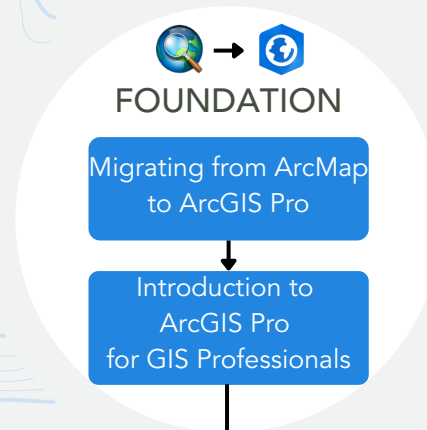 FOUNDATION
Migrating from ArcMap
to ArcGIS Pro
Introduction to
ArcGIS Pro
for GIS Professionals